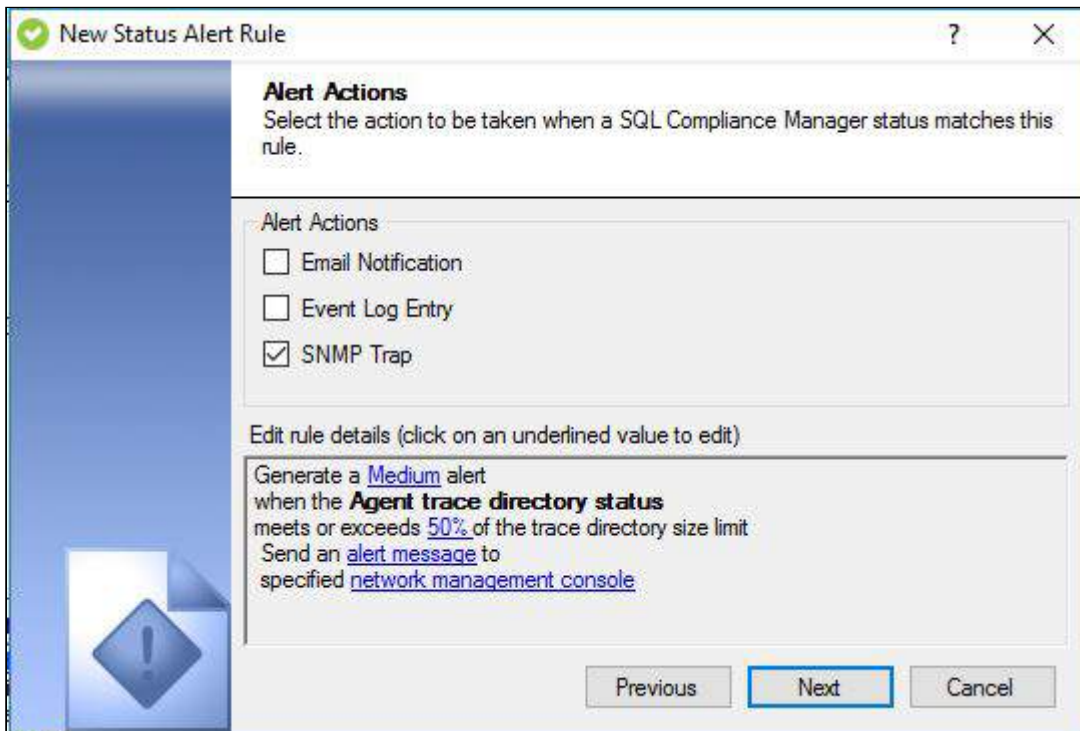 New Status Alert Rule
?
Alert Actions
Select the action to be taken when a SQL Compliance Manager status matches this
rule.
Alert Actions
Email Notification
Event Log Entry
SNMP Trap
Edit rule details (click on an underlined value to edit)
Generate a Medium alert
when the Agent trace directory status
meets or exceeds 50% of the trace directory size limit
Send an alert message to
specified network management console
Previous Next Cancel